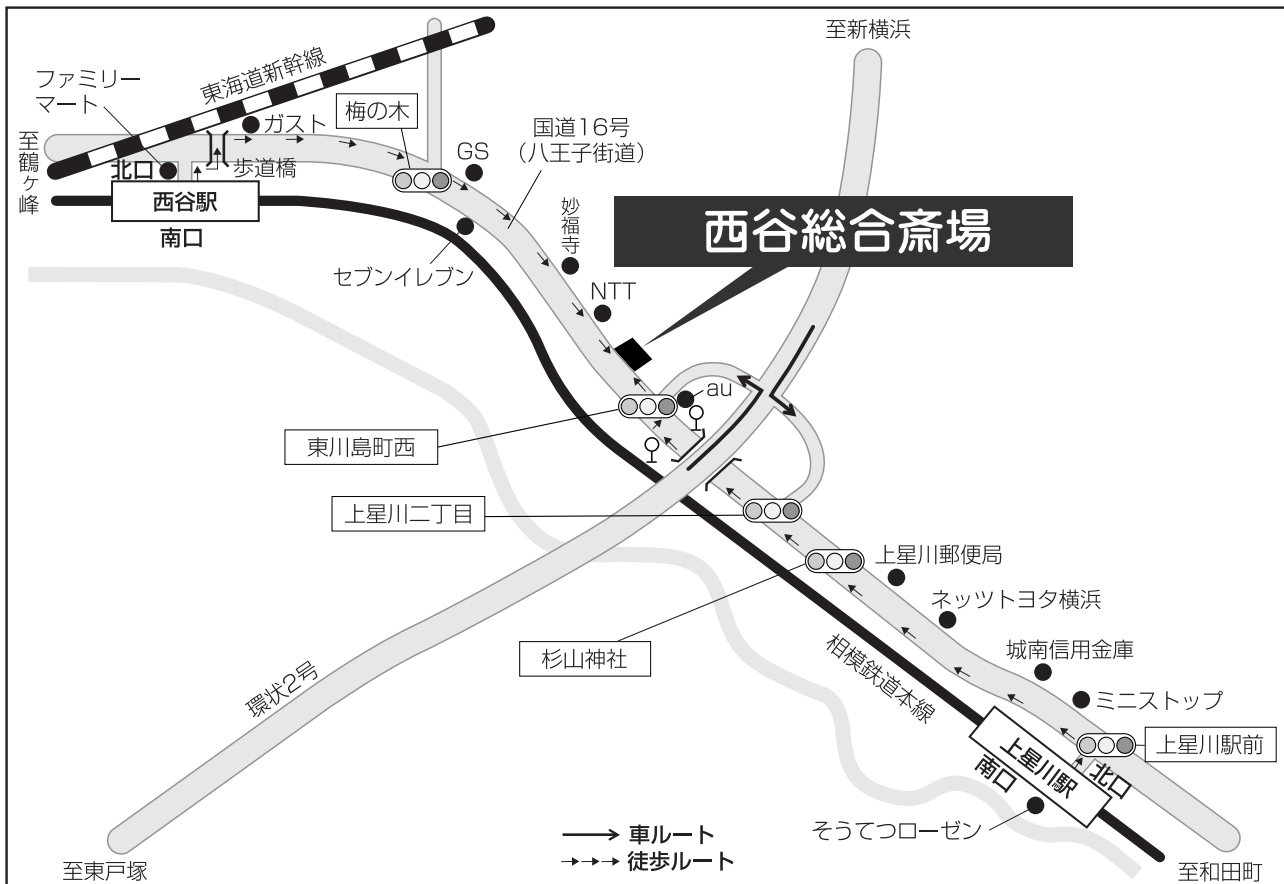 至新横浜
東海道新幹線
ファミリー
マート
ガスト
梅の木
国道16号
(八王子街道)
至鶴ヶ峰
北口
歩道橋
GS
西谷駅
南口
妙福寺
西谷総合斎場
セブンイレブン
NTT
au
東川島町西
上星川二丁目
上星川郵便局
ネッツトヨタ横浜
杉山神社
城南信用金庫
相模鉄道本線
環状2号
ミニストップ
上星川駅前
上星川駅
北口
南口
そうてつローゼン
車ルート
徒歩ルート
至東戸塚
至和田町